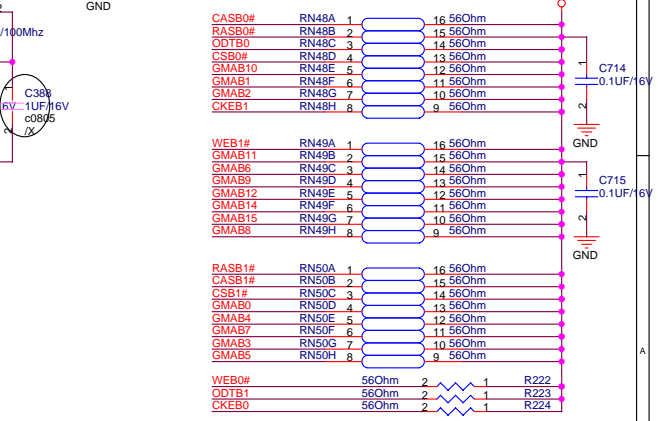 GND
/100Mhz
CASB0# RN48A 1 16 56Ohm
RASB0# RN48B 2 15 56Ohm
ODTB0 RN48C 3 14 56Ohm
CSB0# RN48D 4 13 56Ohm
GMAB10 RN48E 5 12 56Ohm
GMAB1 RN48F 6 11 56Ohm
GMAB2 RN48G 7 10 56Ohm
CKEB1 RN48H 8 9 56Ohm
1
C714
0.1UF/16V
2
GND
1
C388
6V 1UF/16V
c0805
2 /X
WEB1# RN49A 1 16 56Ohm
GMAB11 RN49B 2 15 56Ohm
GMAB6 RN49C 3 14 56Ohm
GMAB9 RN49D 4 13 56Ohm
GMAB12 RN49E 5 12 56Ohm
GMAB14 RN49F 6 11 56Ohm
GMAB15 RN49G 7 10 56Ohm
GMAB8 RN49H 8 9 56Ohm
1
C715
0.1UF/16V
2
GND
RASB1# RN50A 1 16 56Ohm
CASB1# RN50B 2 15 56Ohm
CSB1# RN50C 3 14 56Ohm
GMAB0 RN50D 4 13 56Ohm
GMAB4 RN50E 5 12 56Ohm
GMAB7 RN50F 6 11 56Ohm
GMAB3 RN50G 7 10 56Ohm
GMAB5 RN50H 8 9 56Ohm
A
WEB0# 56Ohm 2 1 R222
ODTB1 56Ohm 2 1 R223
CKEB0 56Ohm 2 1 R224